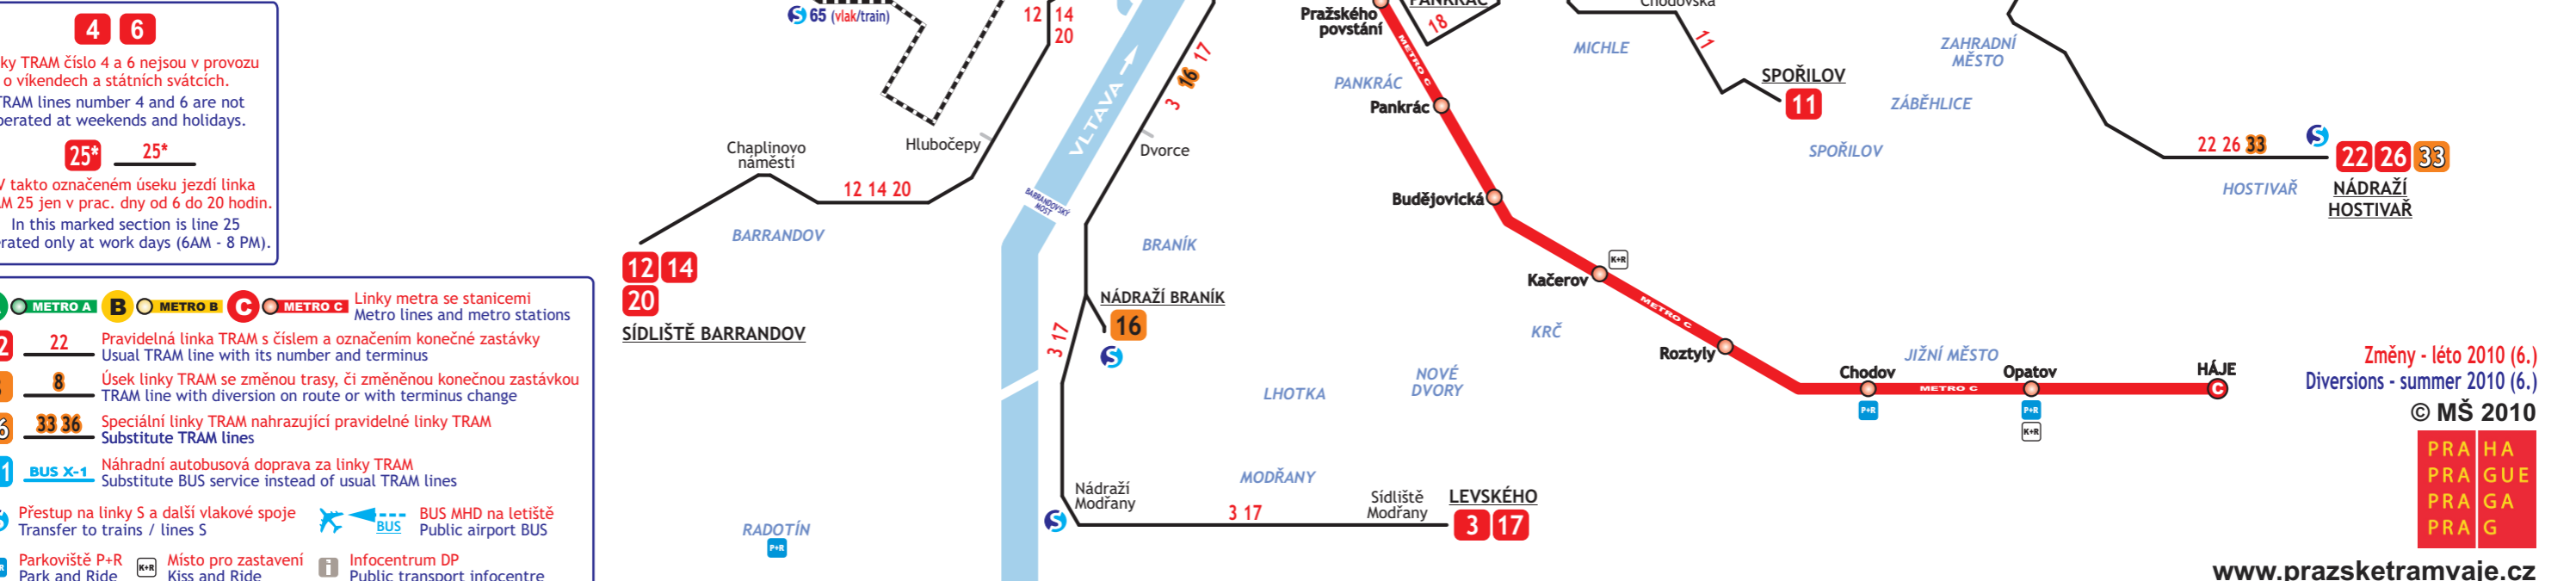 4 6
ky TRAM číslo 4 a 6 nejsou v provozu
o víkendech a státních svátcích.
TRAM lines number 4 and 6 are not
perated at weekends and holidays.
25* 25*
V takto označeném úseku jezdí linka
AM 25 jen v prac. dny od 6 do 20 hodin.
In this marked section is line 25
erated only at work days (6AM - 8 PM).
METRO A B METRO B C METRO C
Linky metra se stanicemi
Metro lines and metro stations
2 22
Pravidelná linka TRAM s číslem a označením konečné zastávky
Usual TRAM line with its number and terminus
8
Úsek linky TRAM se změnou trasy, či změněnou konečnou zastávkou
TRAM line with diversion on route or with terminus change
6 33 36
Speciální linky TRAM nahrazující pravidelné linky TRAM
Substitute TRAM lines
1 BUS X-1
Náhradní autobusová doprava za linky TRAM
Substitute BUS service instead of usual TRAM lines
S
Přestup na linky S a další vlakové spoje
Transfer to trains / lines S
BUS
BUS MHD na letiště
Public airport BUS
Parkoviště P+R
Park and Ride
K+R
Místo pro zastavení
Kiss and Ride
i
Infocentrum DP
Public transport infocentre
S 65 (vlak/train)
12 14
20
Hlubočepy
Chaplinovo
náměstí
12 14 20
BARRANDOV
12 14
20
SÍDLIŠTĚ BARRANDOV
RADOTÍN
P+R
VLTAVA
BARRANDOVSKÝ
MOST
3 16 17
Dvorce
BRANÍK
NÁDRAŽÍ BRANÍK
16
S
3 17
Nádraží
Modřany
S
MODŘANY
3 17
Sídliště
Modřany
LEVSKÉHO
3 17
LHOTKA
NOVÉ
DVORY
KRČ
Pražského
povstání
PANKRÁC
18
METRO C
PANKRÁC
Pankrác
Budějovická
Kačerov
K+R
METRO C
Roztyly
JIŽNÍ MĚSTO
Chodov
P+R
METRO C
Opatov
P+R
K+R
HÁJE
C
Chodovská
MICHLE
11
SPOŘILOV
11
ZAHRADNÍ
MĚSTO
ZÁBĚHLICE
SPOŘILOV
22 26 33
S
22 26 33
HOSTIVAŘ
NÁDRAŽÍ
HOSTIVAŘ
Změny - léto 2010 (6.)
Diversions - summer 2010 (6.)
© MŠ 2010
PRA HA
PRA GUE
PRA GA
PRA G
www.prazsketramvaje.cz